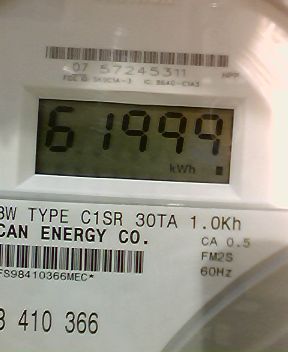 07 57245311 HPP
61999
kWh
3W TYPE C1SR 30TA 1.0Kh
CAN ENERGY CO.
CA 0.5
FM2S
60Hz
FS98410366MEC*
3 410 366